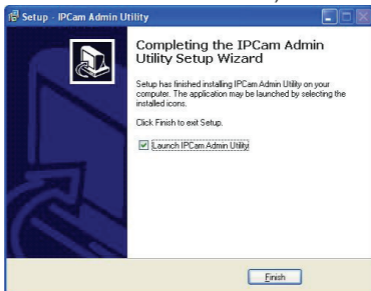 Setup - IPCam Admin Utility
Completing the IPCam Admin
Utility Setup Wizard
Setup has finished installing IPCam Admin Utility on your
computer. The application may be launched by selecting the
installed icons.
Click Finish to exit Setup.
Launch IPCam Admin Utility
Finish